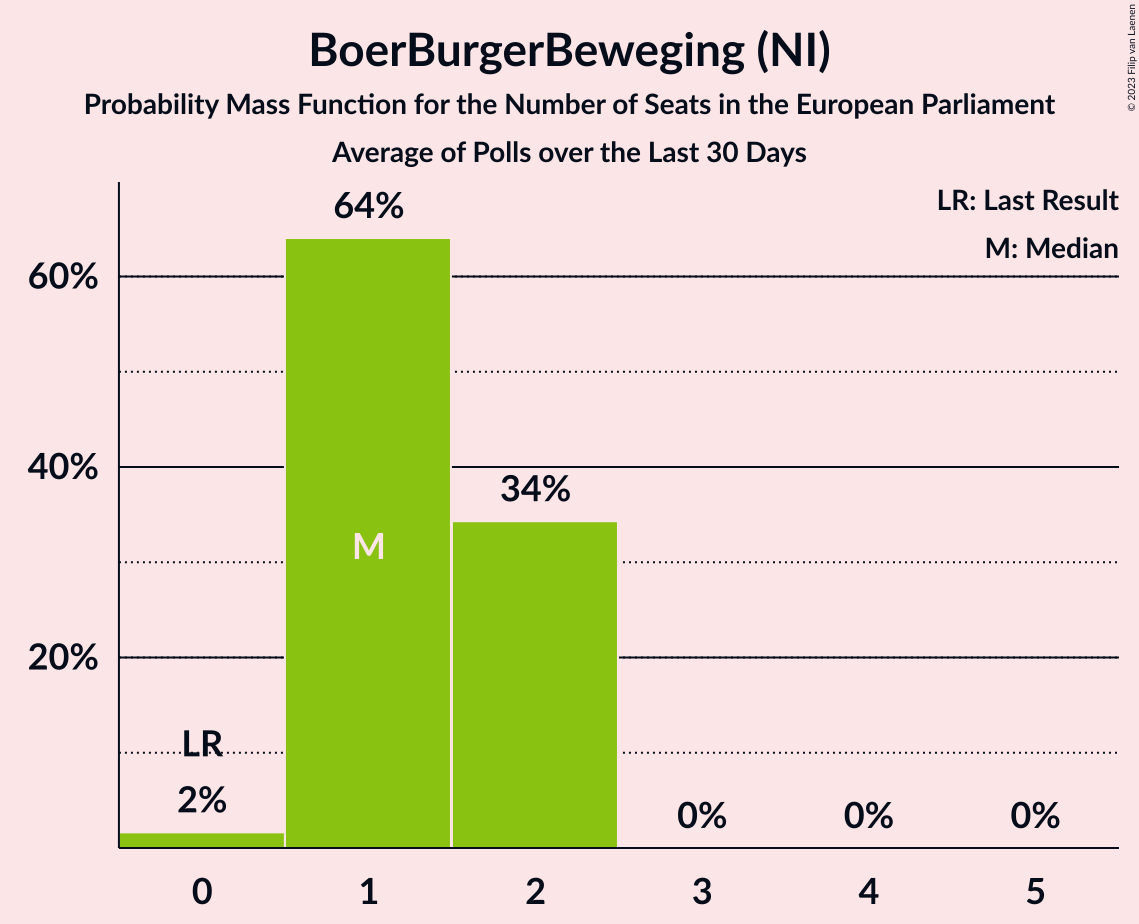 BoerBurgerBeweging (NI)
Probability Mass Function for the Number of Seats in the European Parliament
Average of Polls over the Last 30 Days
© 2023 Filip van Laenen
LR: Last Result
M: Median
64%
60%
40%
34%
M
20%
LR
2%
0%
0%
0%
0
1
2
3
4
5